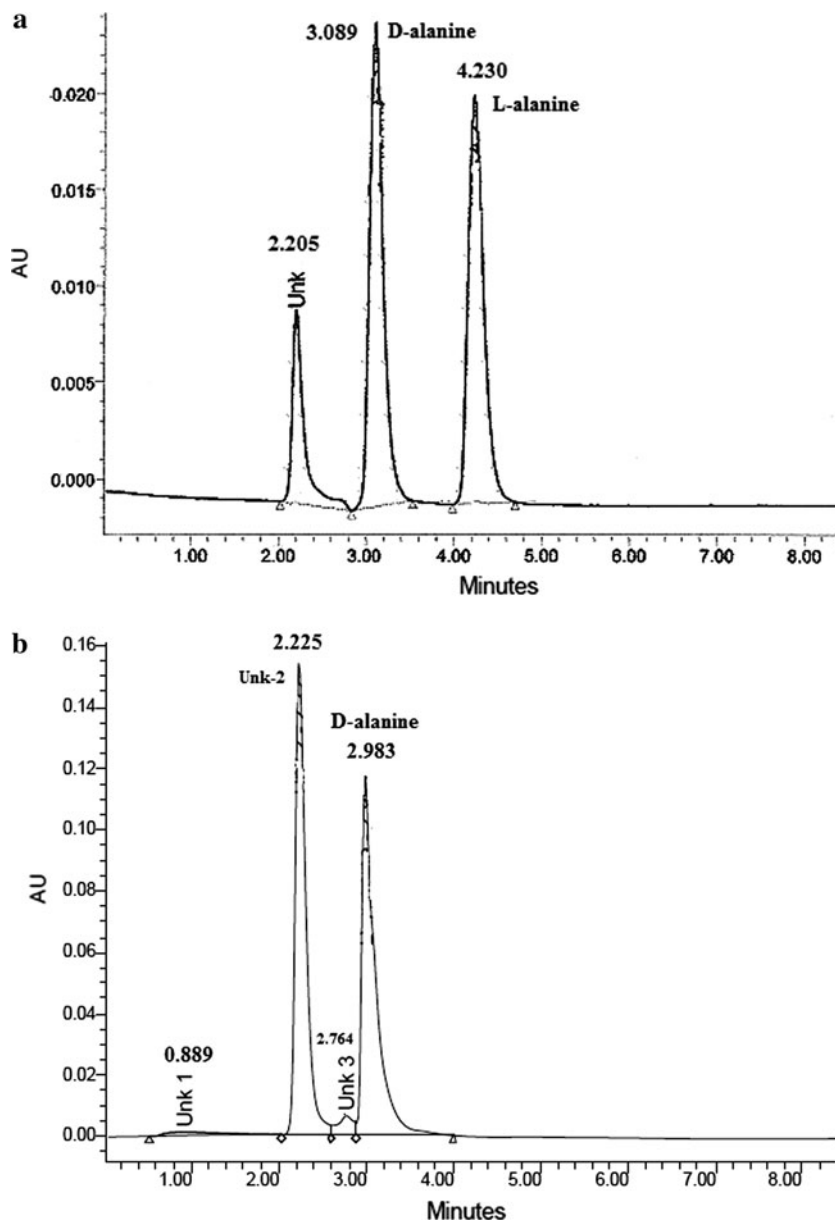 a
3.089 D-alanine
4.230
L-alanine
2.205
Unk
0.020
0.015
0.010
0.005
0.000
AU
1.00 2.00 3.00 4.00 5.00 6.00 7.00 8.00
Minutes
b
2.225
Unk-2
D-alanine
2.983
2.764
Unk 3
0.889
Unk 1
0.16
0.14
0.12
0.10
0.08
0.06
0.04
0.02
0.00
AU
1.00 2.00 3.00 4.00 5.00 6.00 7.00 8.00
Minutes